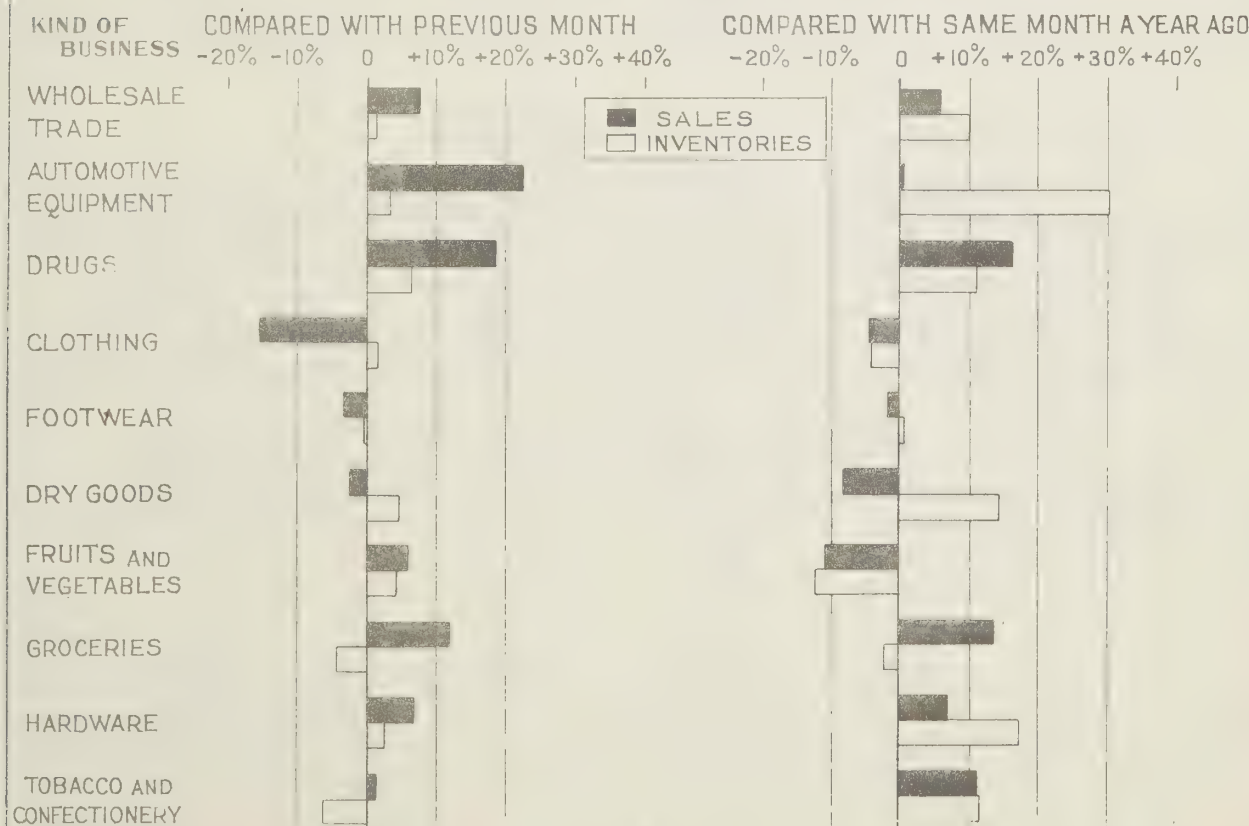 KIND OF BUSINESS
COMPARED WITH PREVIOUS MONTH
-20% -10% 0 +10% +20% +30% +40%
COMPARED WITH SAME MONTH A YEAR AGO
-20% -10% 0 +10% +20% +30% +40%
SALES
INVENTORIES
WHOLESALE
TRADE
AUTOMOTIVE
EQUIPMENT
DRUGS
CLOTHING
FOOTWEAR
DRY GOODS
FRUITS AND
VEGETABLES
GROCERIES
HARDWARE
TOBACCO AND
CONFECTIONERY